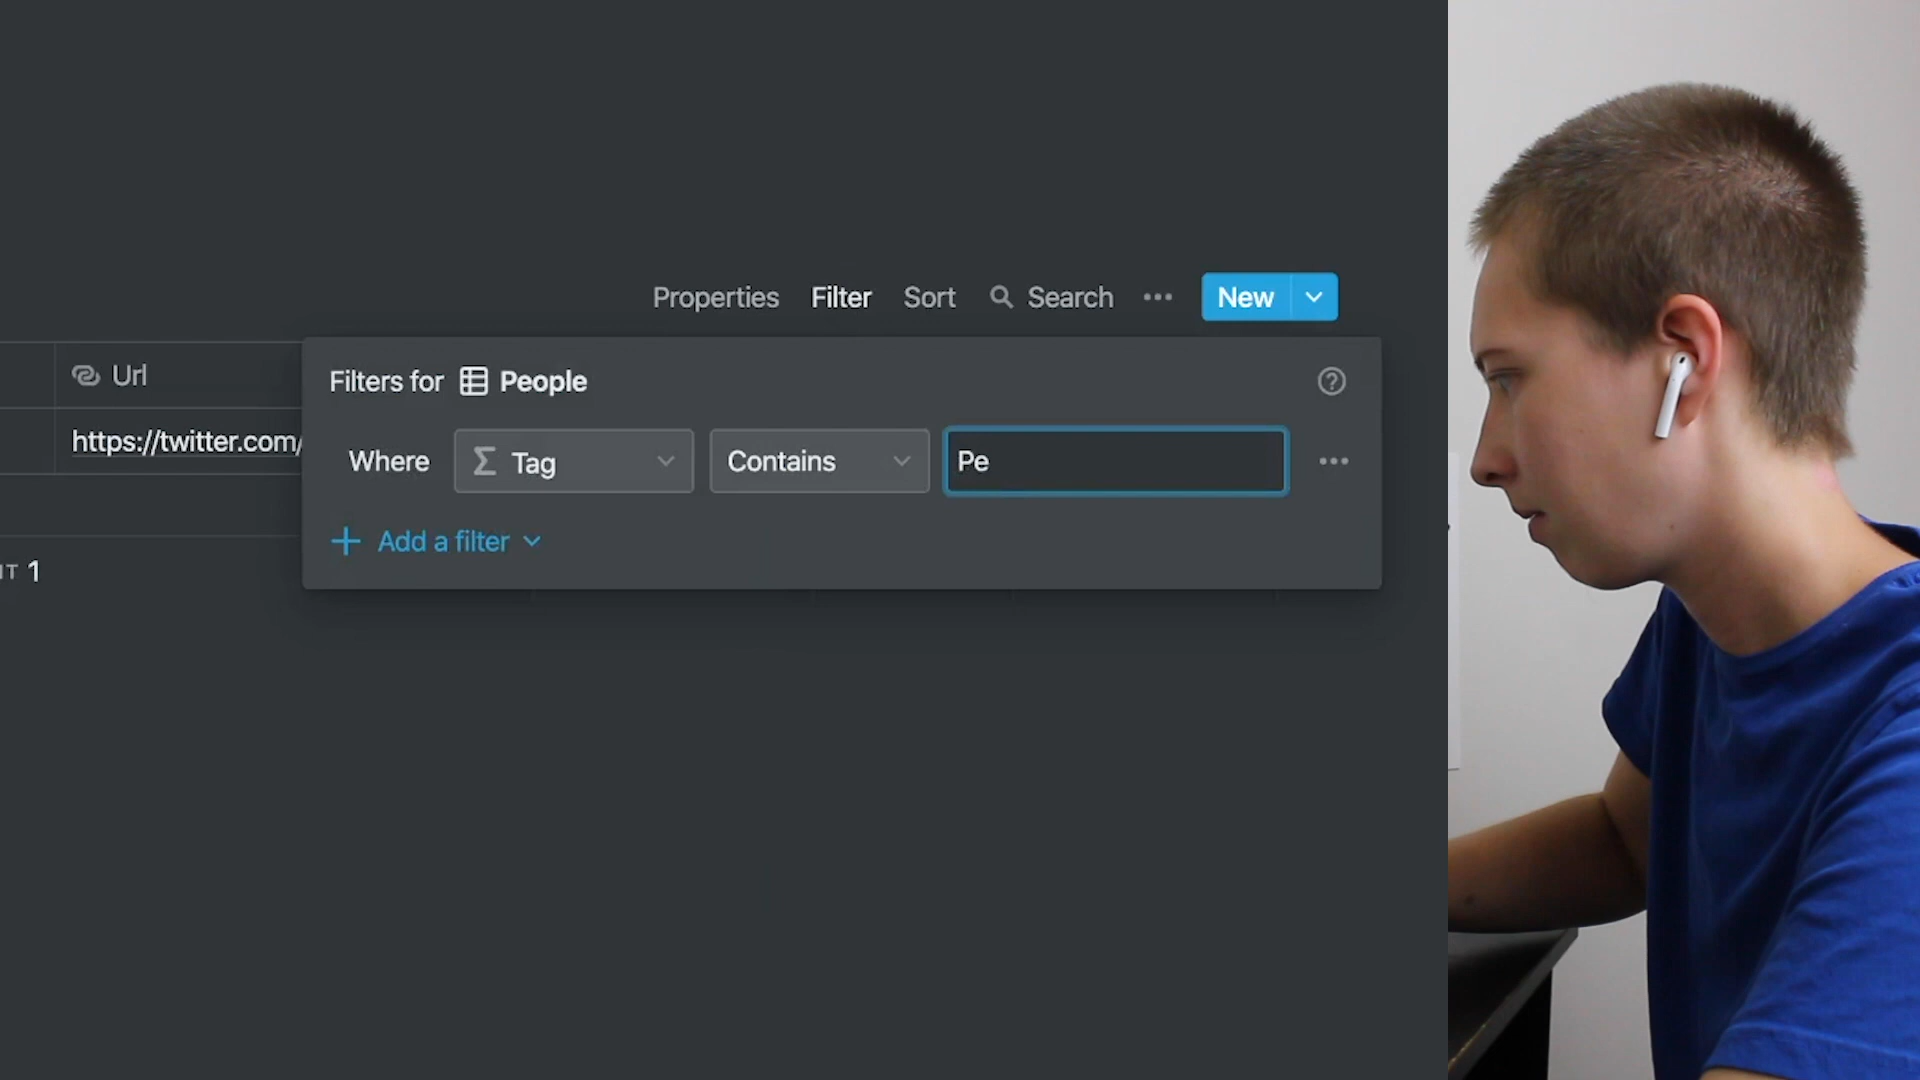 Properties Filter Sort Search New
Url
Filters for People
https://twitter.com/
Where Tag Contains Pe
Add a filter
1